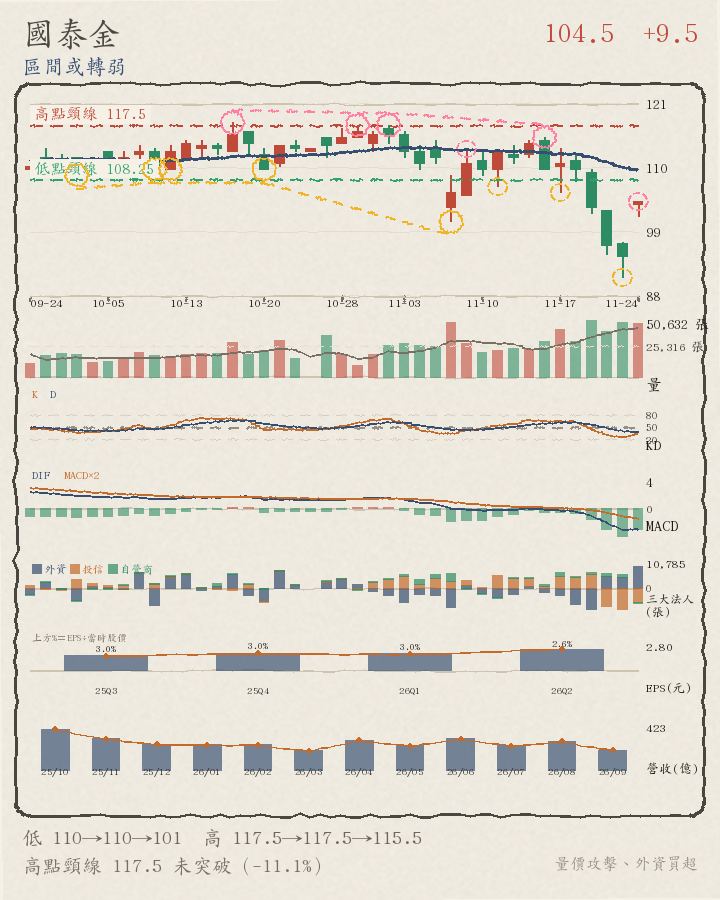 國泰金
104.5 +9.5
區間或轉弱
高點頸線 117.5
121
低點頸線 108.25
110
99
88
09-24 10-05 10-13 10-20 10-28 11-03 11-10 11-17 11-24
50,632 張
25,316 張
量
K D
80
50
20
KD
DIF MACD×2
4
0
MACD
外資 投信 自營商
10,785
0
三大法人
(張)
上方%=EPS÷當時股價
3.0% 3.0% 3.0% 2.6%
2.80
25Q3 25Q4 26Q1 26Q2
EPS(元)
423
25/10 25/11 25/12 26/01 26/02 26/03 26/04 26/05 26/06 26/07 26/08 26/09
營收(億)
低 110→110→101 高 117.5→117.5→115.5
高點頸線 117.5 未突破 (-11.1%)
量價攻擊、外資買超